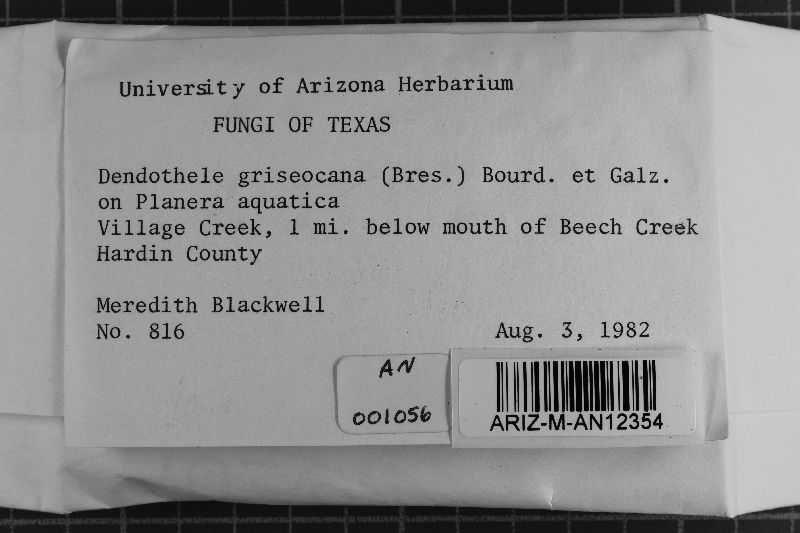 University of Arizona Herbarium
FUNGI OF TEXAS
Dendothele griseocana (Bres.) Bourd. et Galz.
on Planera aquatica
Village Creek, 1 mi. below mouth of Beech Creek
Hardin County
Meredith Blackwell
No. 816
Aug. 3, 1982
AN
001056
ARIZ-M-AN12354